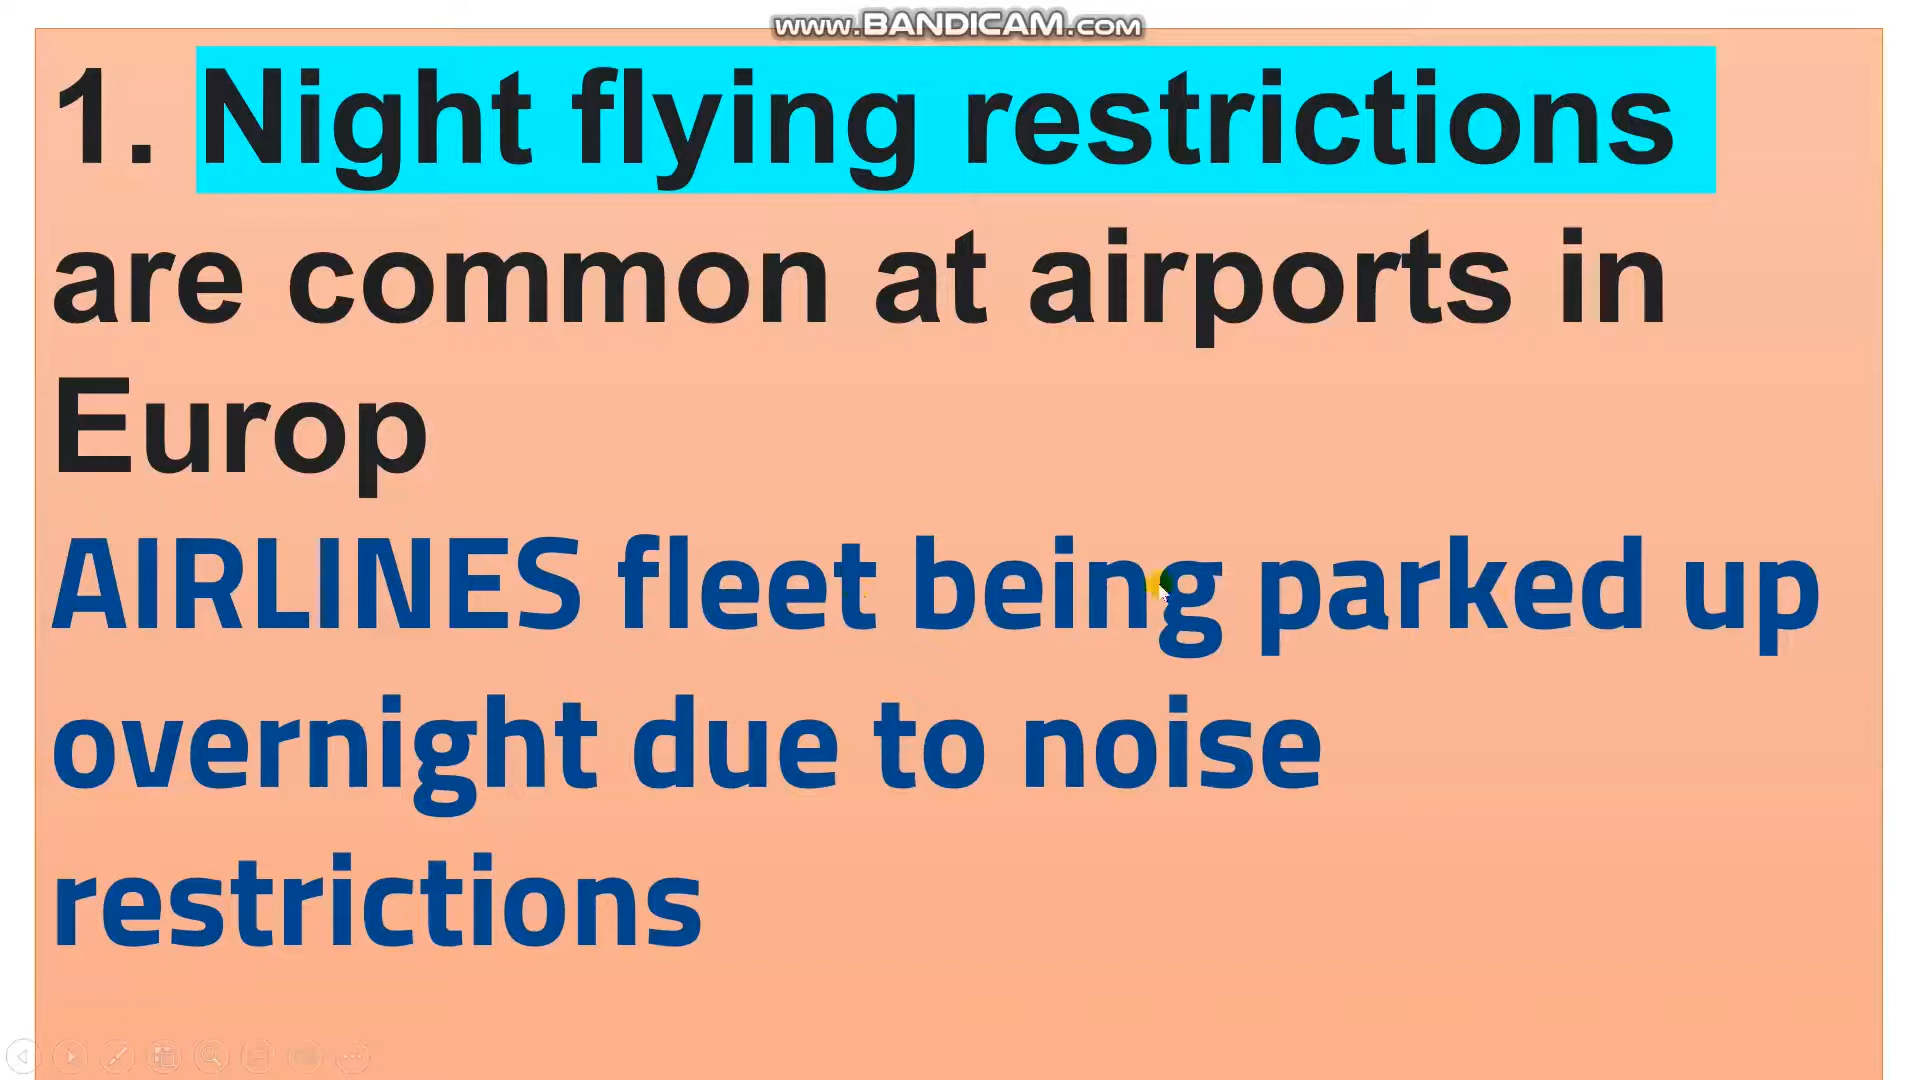 www.BANDICAM.com
1. Night flying restrictions
are common at airports in
Europ
AIRLINES fleet being parked up
overnight due to noise
restrictions